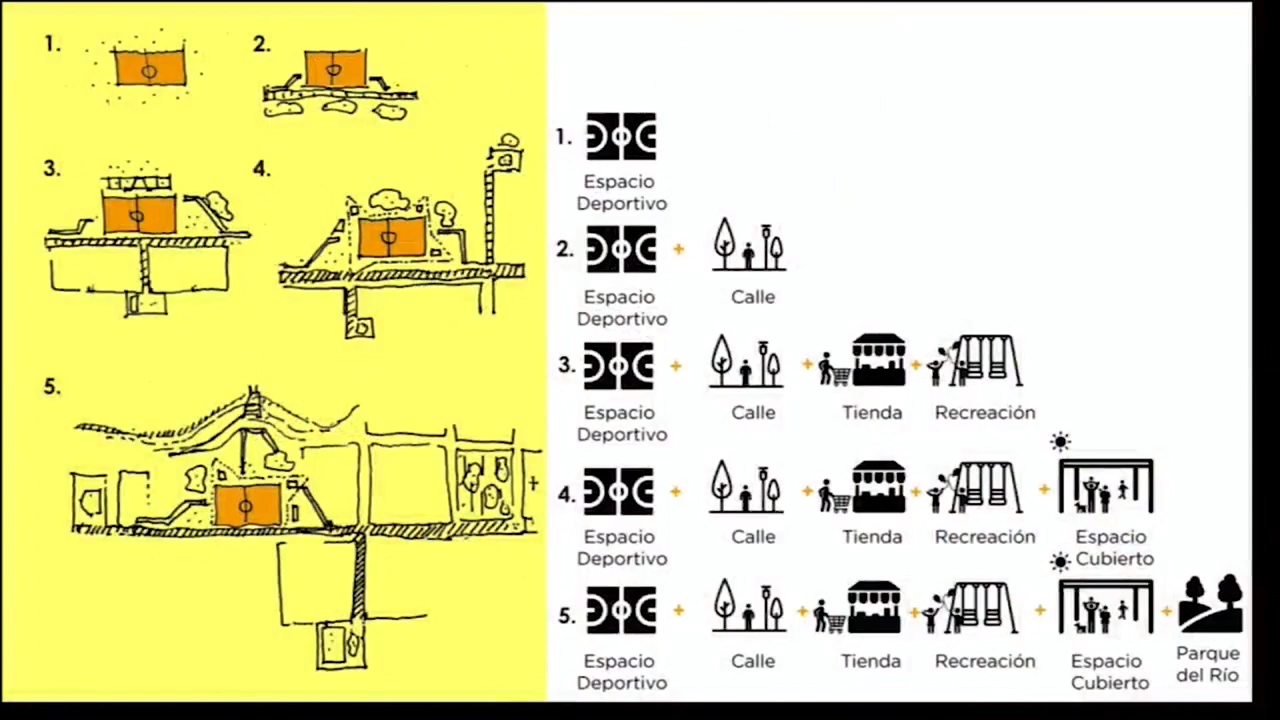 1.
2.
3.
4.
5.
1.
Espacio
Deportivo
2.
+
Espacio
Deportivo
Calle
3.
+ + +
Espacio
Deportivo
Calle
Tienda
Recreación
4.
+ + + +
Espacio
Deportivo
Calle
Tienda
Recreación
Espacio
Cubierto
5.
+ + + + +
Espacio
Deportivo
Calle
Tienda
Recreación
Espacio
Cubierto
Parque
del Río